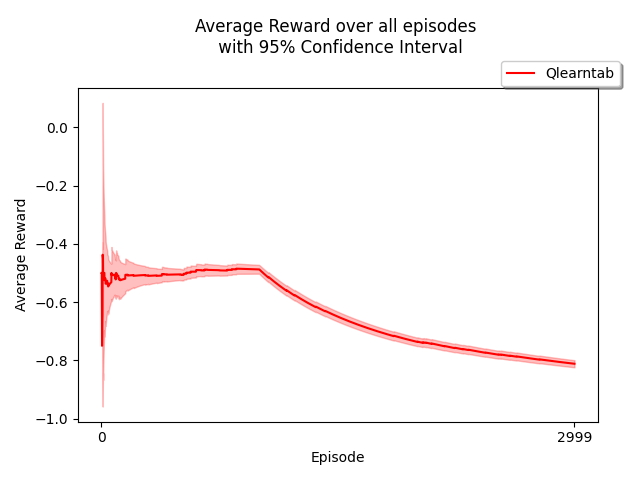 Average Reward over all episodes
with 95% Confidence Interval
Qlearntab
0.0
−0.2
−0.4
−0.6
−0.8
−1.0
Average Reward
0
2999
Episode